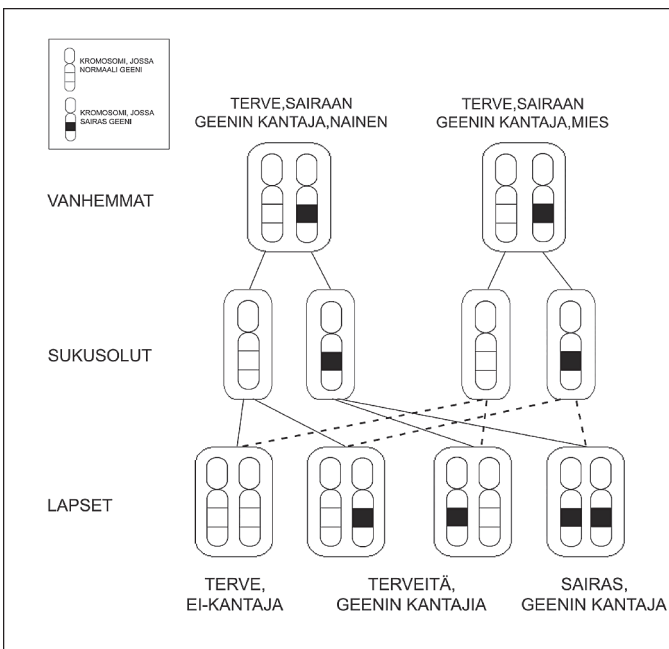 KROMOSOMI, JOSSA
NORMAALI GEENI
KROMOSOMI, JOSSA
SAIRAS GEENI
TERVE,SAIRAAN
GEENIN KANTAJA,NAINEN
TERVE,SAIRAAN
GEENIN KANTAJA,MIES
VANHEMMAT
SUKUSOLUT
LAPSET
TERVE,
EI-KANTAJA
TERVEITÄ,
GEENIN KANTAJIA
SAIRAS,
GEENIN KANTAJA